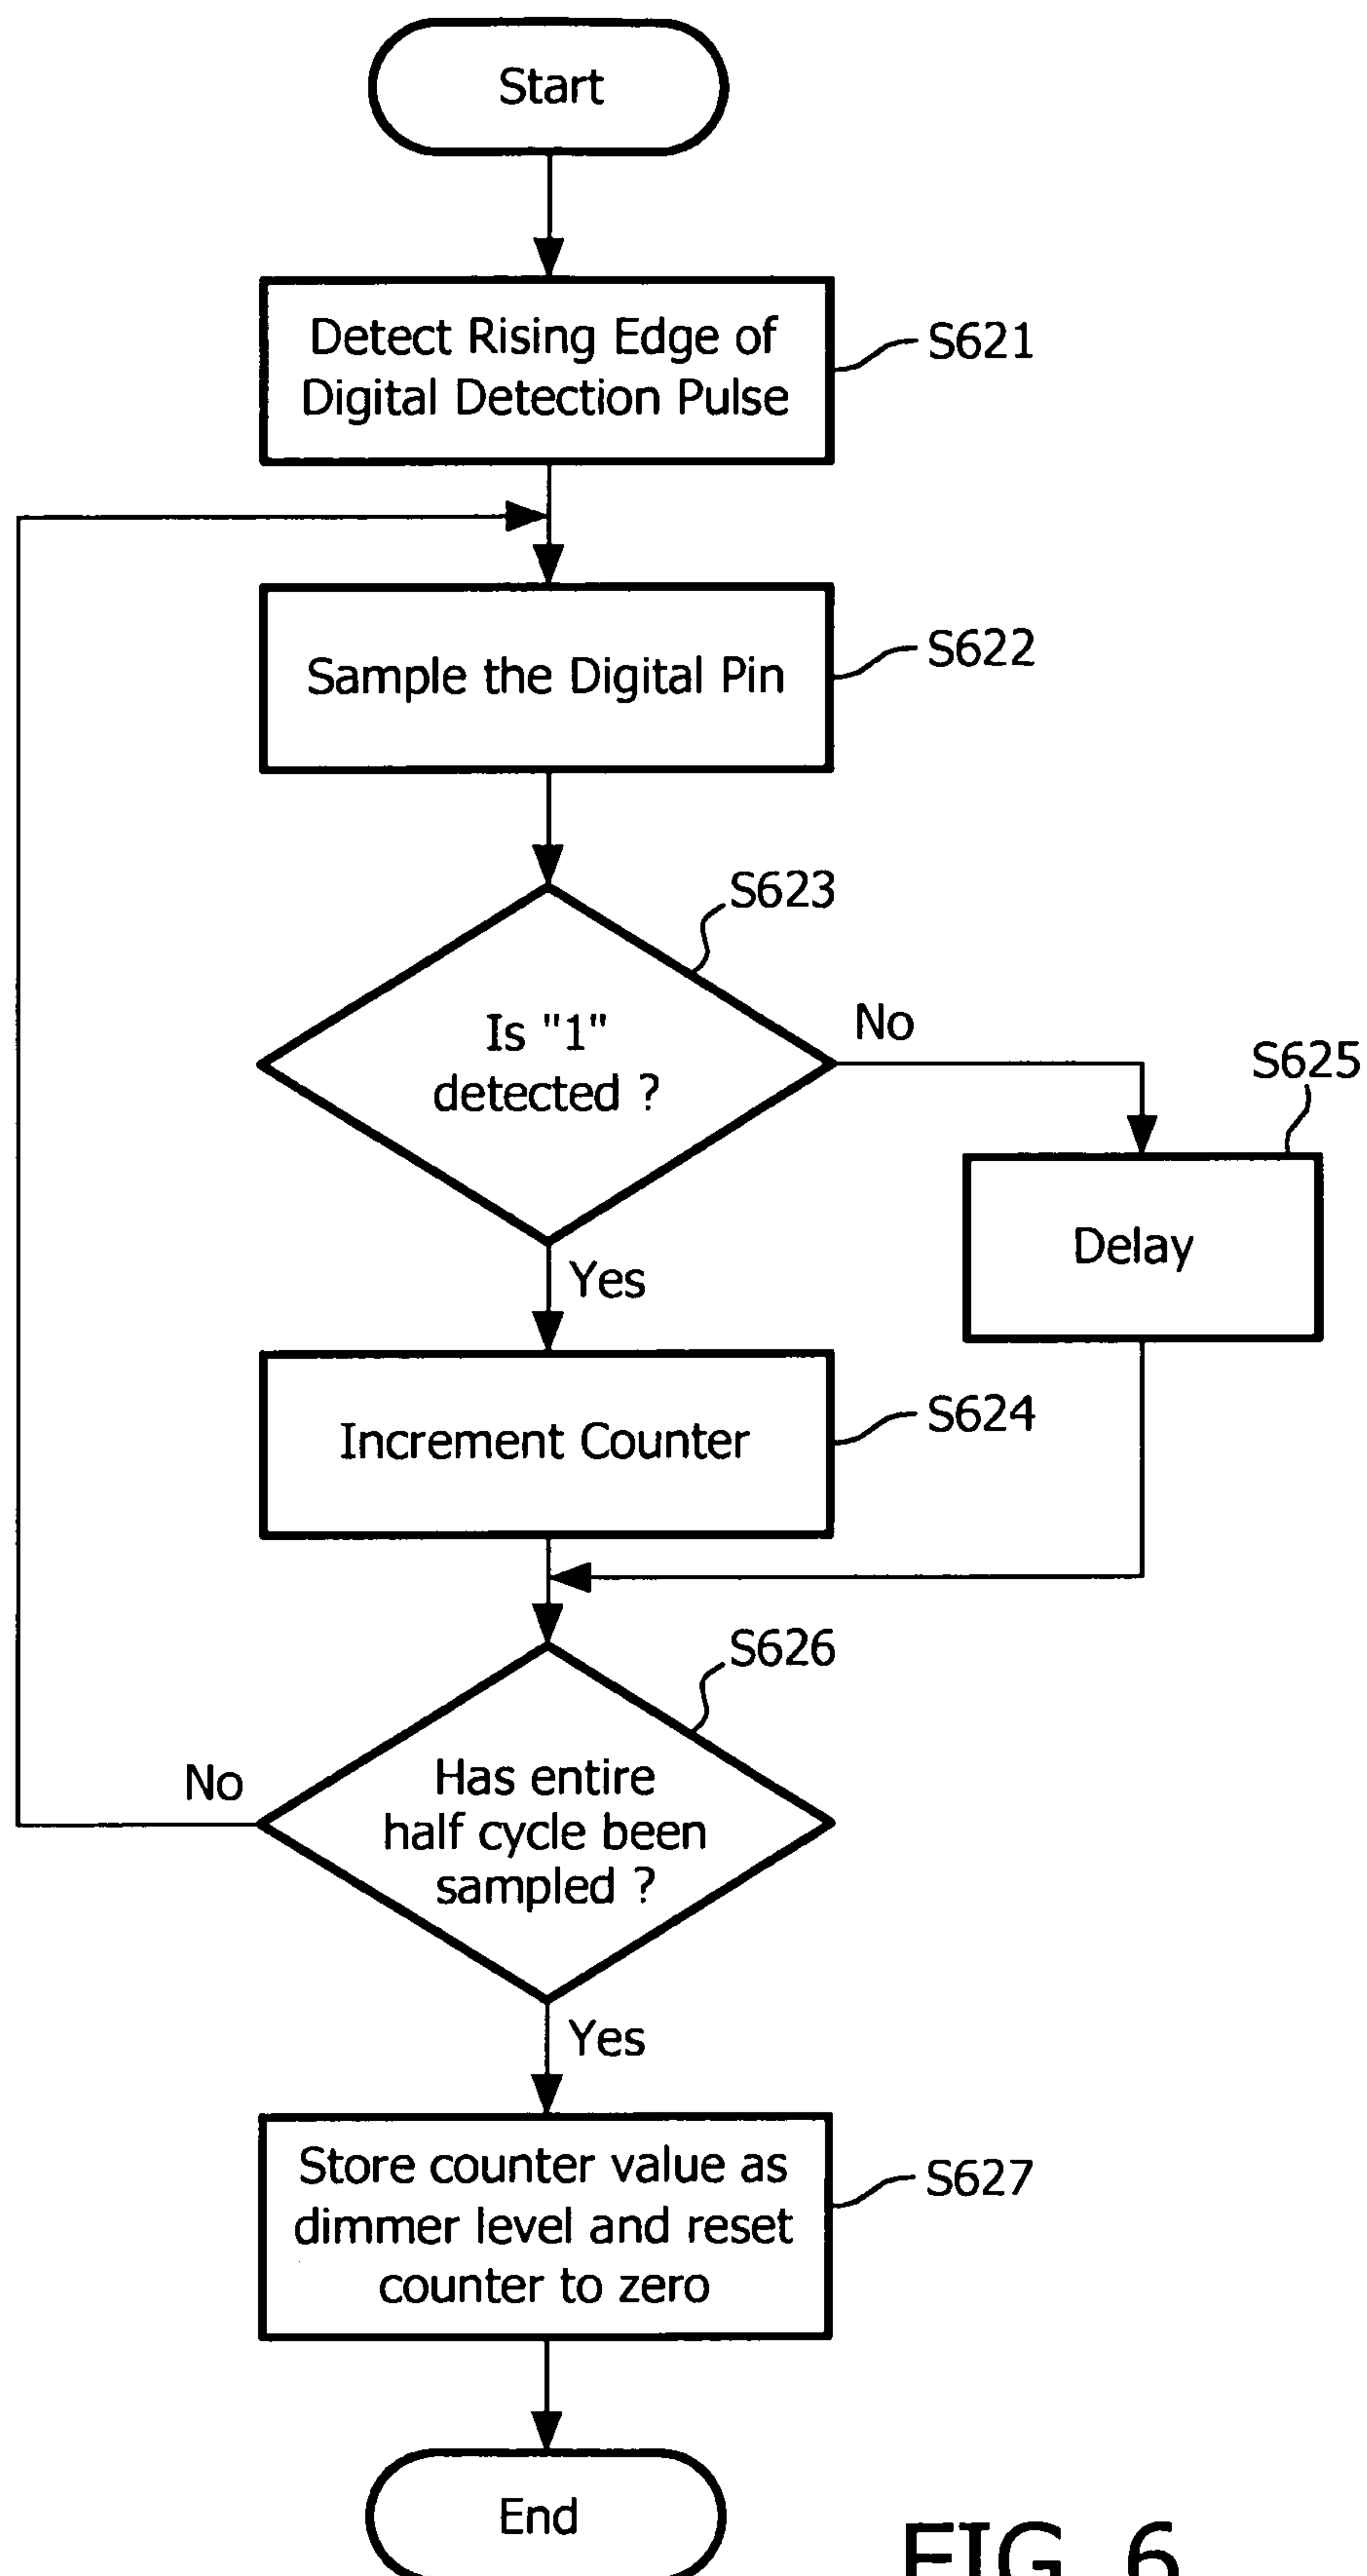 Start
Detect Rising Edge of
Digital Detection Pulse
S621
Sample the Digital Pin
S622
S623
Is "1"
detected ?
No
S625
Delay
Yes
Increment Counter
S624
S626
Has entire
half cycle been
sampled ?
No
Yes
Store counter value as
dimmer level and reset
counter to zero
S627
End
FIG. 6